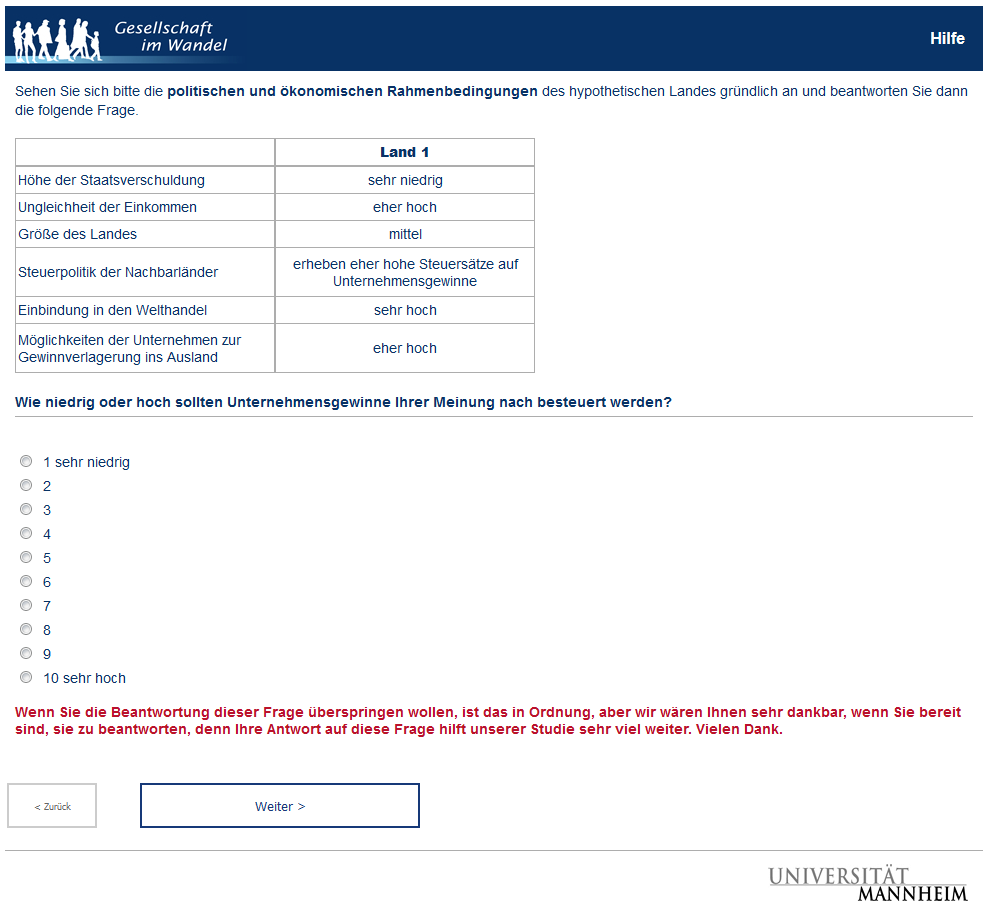 Gesellschaft
im Wandel
Hilfe
Sehen Sie sich bitte die politischen und ökonomischen Rahmenbedingungen des hypothetischen Landes gründlich an und beantworten Sie dann
die folgende Frage.
Land 1
Höhe der Staatsverschuldung sehr niedrig
Ungleichheit der Einkommen eher hoch
Größe des Landes mittel
Steuerpolitik der Nachbarländer erheben eher hohe Steuersätze auf
Unternehmensgewinne
Einbindung in den Welthandel sehr hoch
Möglichkeiten der Unternehmen zur
Gewinnverlagerung ins Ausland eher hoch
Wie niedrig oder hoch sollten Unternehmensgewinne Ihrer Meinung nach besteuert werden?
1 sehr niedrig
2
3
4
5
6
7
8
9
10 sehr hoch
Wenn Sie die Beantwortung dieser Frage überspringen wollen, ist das in Ordnung, aber wir wären Ihnen sehr dankbar, wenn Sie bereit
sind, sie zu beantworten, denn Ihre Antwort auf diese Frage hilft unserer Studie sehr viel weiter. Vielen Dank.
< Zurück
Weiter >
UNIVERSITÄT
MANNHEIM